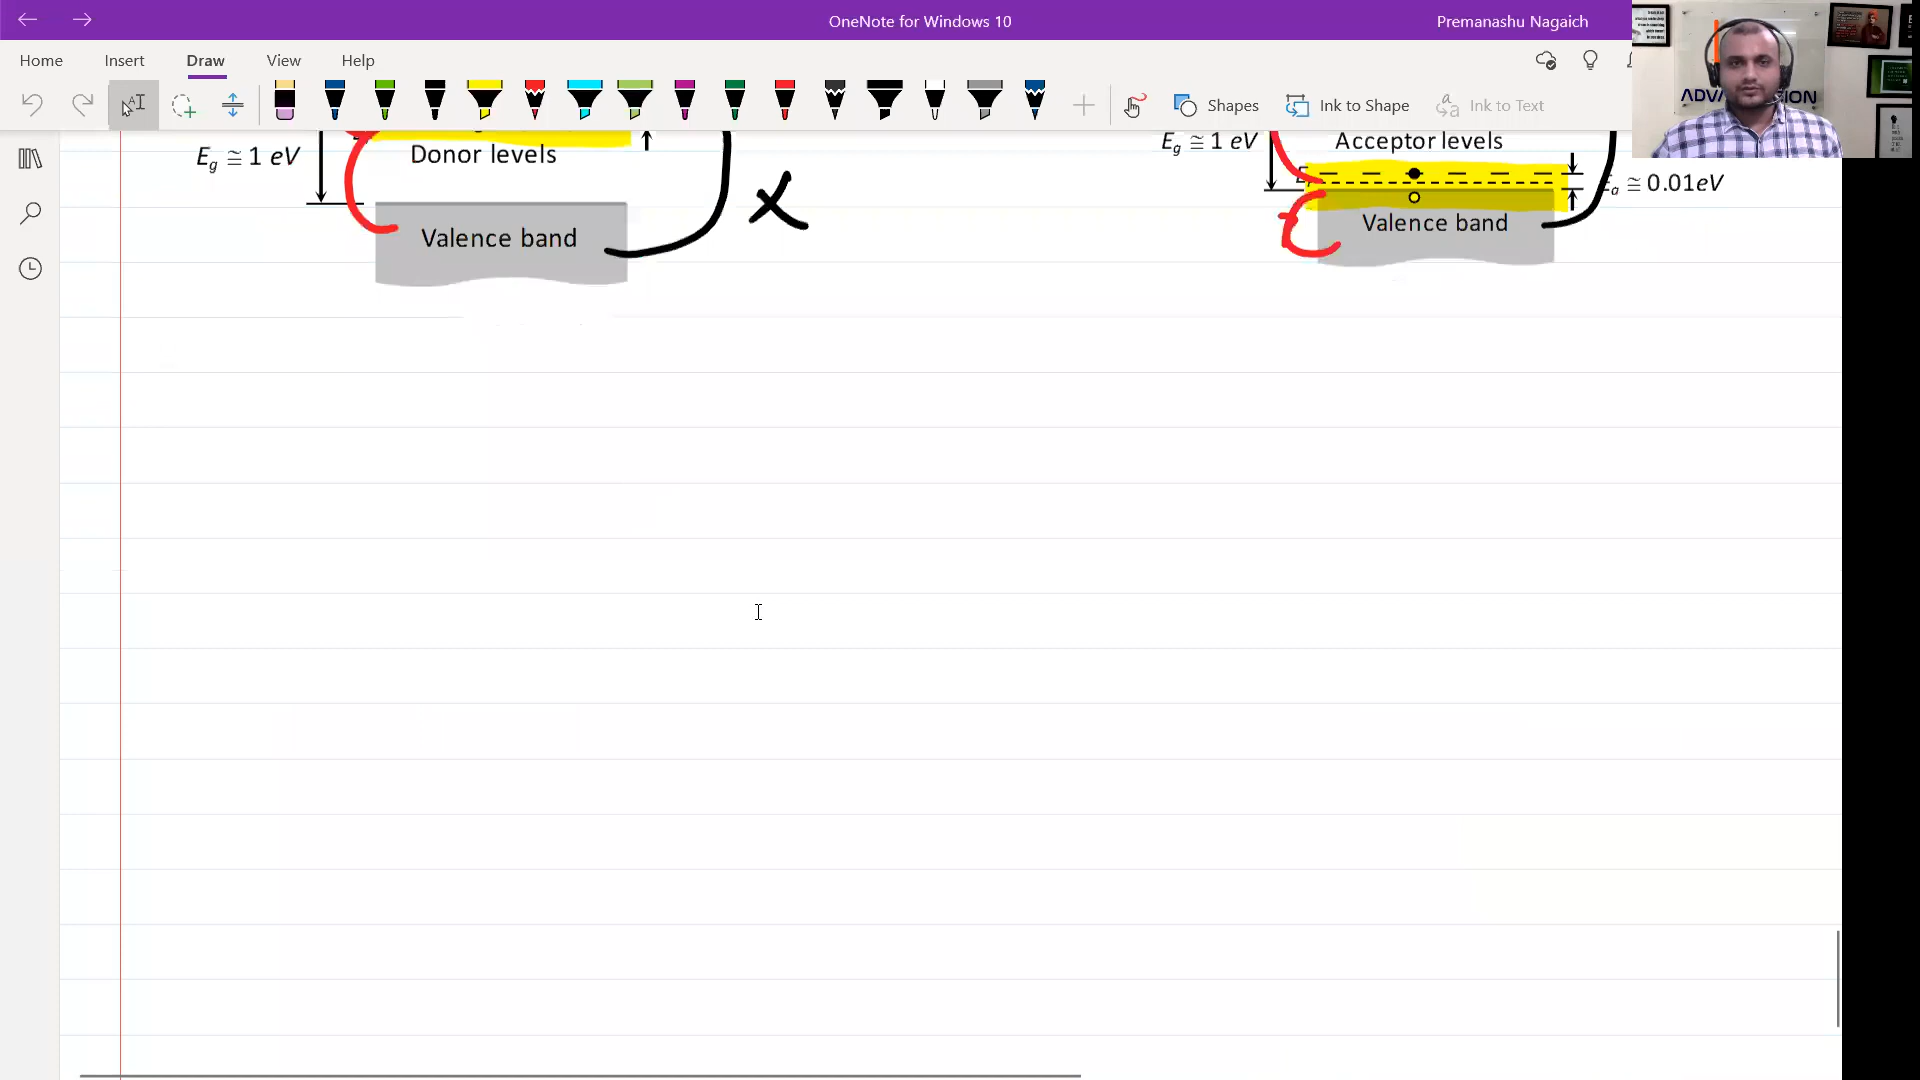 OneNote for Windows 10
Premanashu Nagaich
Home Insert Draw View Help
Shapes Ink to Shape Ink to Text
E_g ≅ 1 eV
Donor levels
Valence band
X
E_g ≅ 1 eV
Acceptor levels
E_a ≅ 0.01eV
Valence band